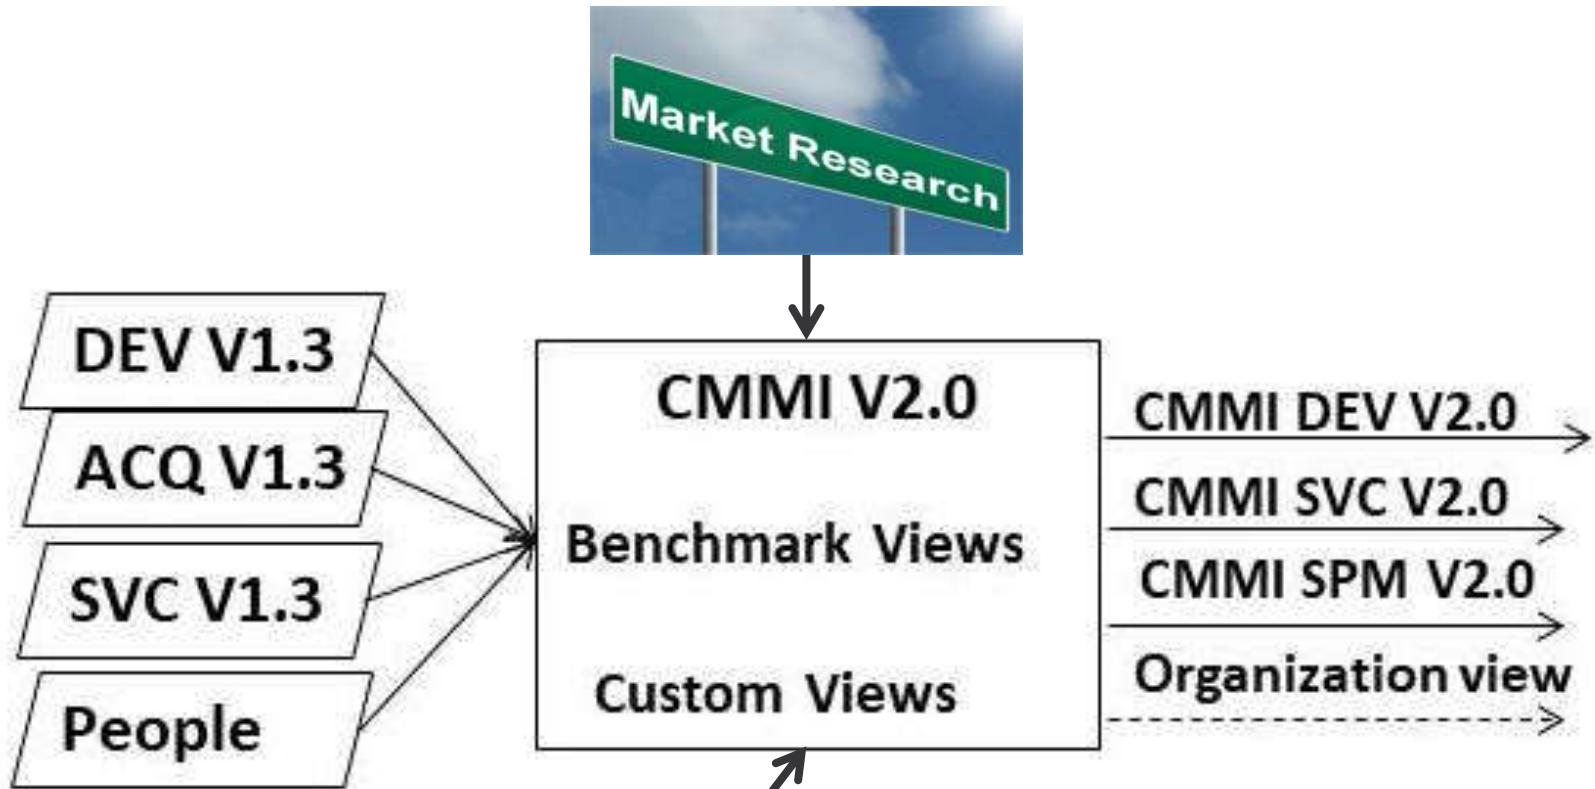 Market Research
DEV V1.3
ACQ V1.3
SVC V1.3
People
CMMI V2.0
Benchmark Views
Custom Views
CMMI DEV V2.0
CMMI SVC V2.0
CMMI SPM V2.0
Organization view